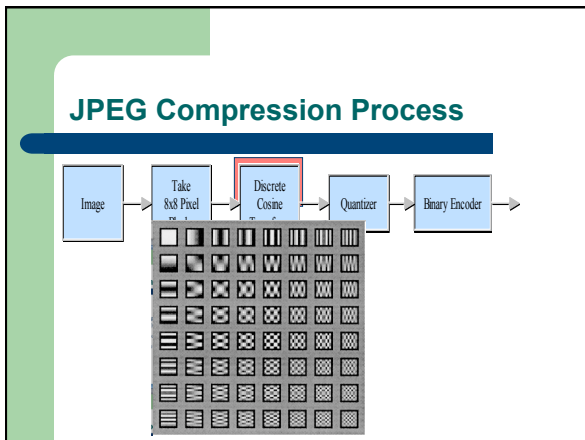 JPEG Compression Process
Image
Take
8x8 Pixel
Discrete
Cosine
Quantizer
Binary Encoder